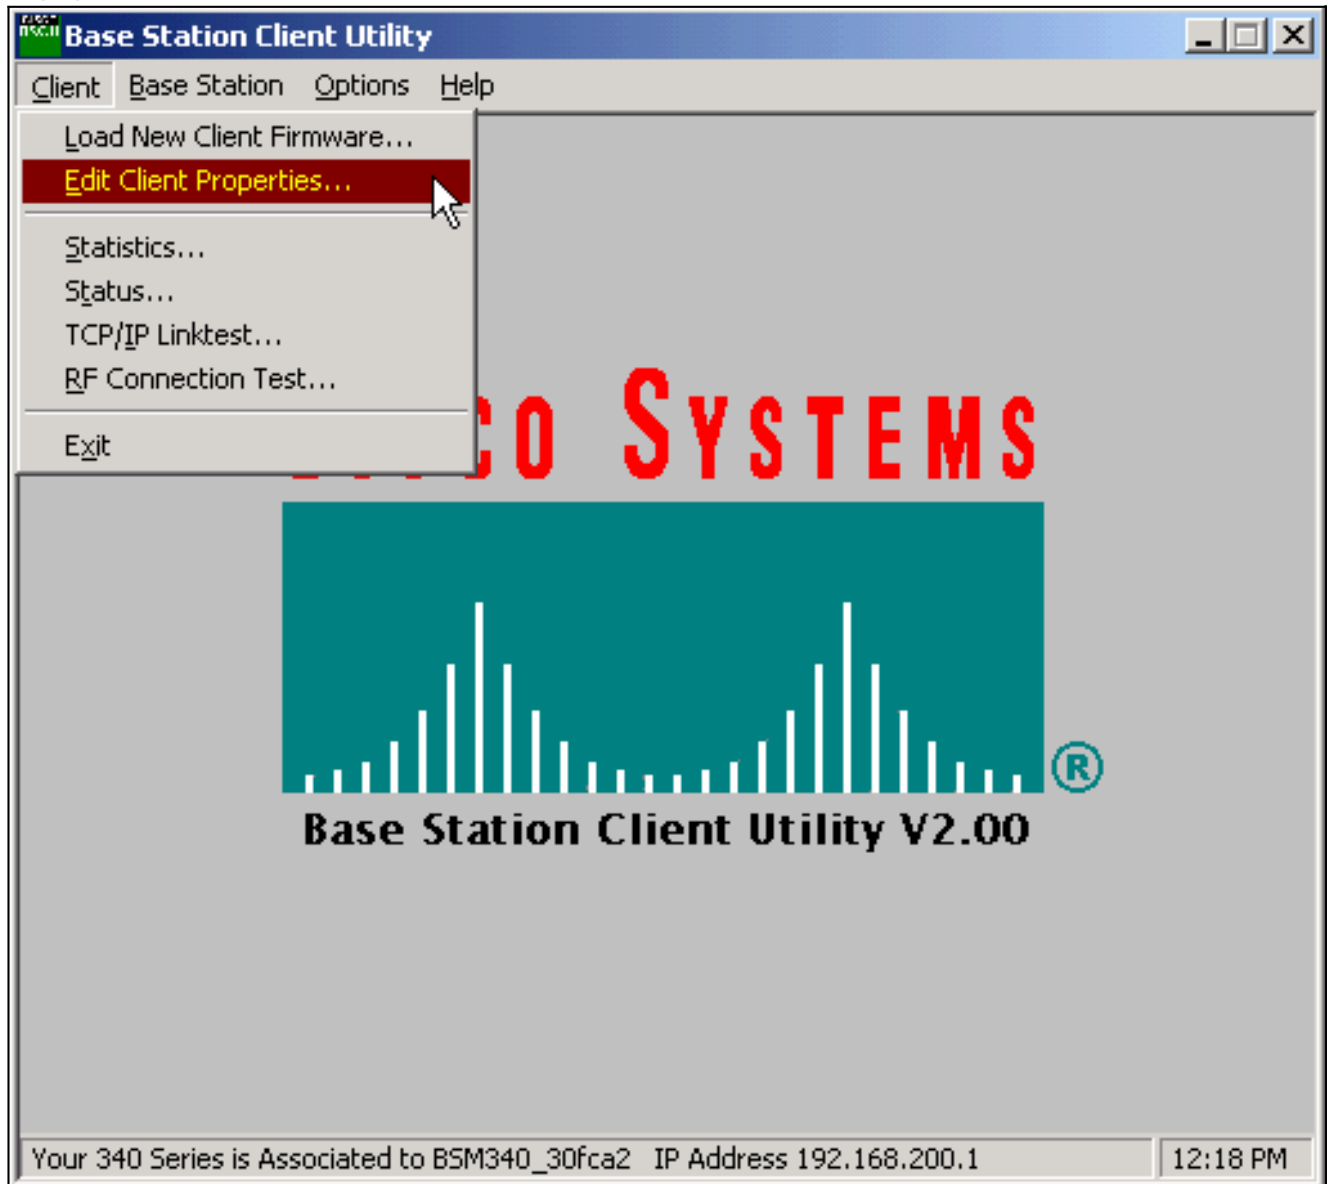 Base Station Client Utility
Client Base Station Options Help
Load New Client Firmware...
Edit Client Properties...
Statistics...
Status...
TCP/IP Linktest...
RF Connection Test...
Exit
SYSTEMS
®
Base Station Client Utility V2.00
Your 340 Series is Associated to BSM340_30fca2 IP Address 192.168.200.1
12:18 PM